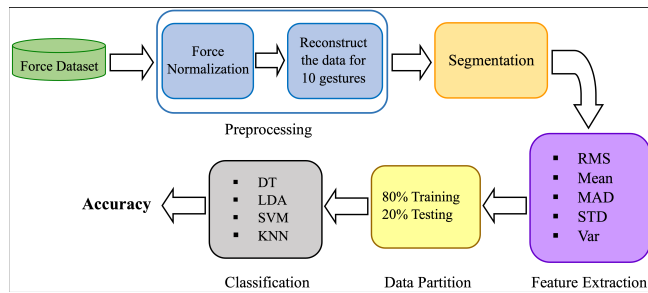 Force Dataset
Force
Normalization
Reconstruct
the data for
10 gestures
Preprocessing
Segmentation
▪ RMS
▪ Mean
▪ MAD
▪ STD
▪ Var
Feature Extraction
80% Training
20% Testing
Data Partition
▪ DT
▪ LDA
▪ SVM
▪ KNN
Classification
Accuracy